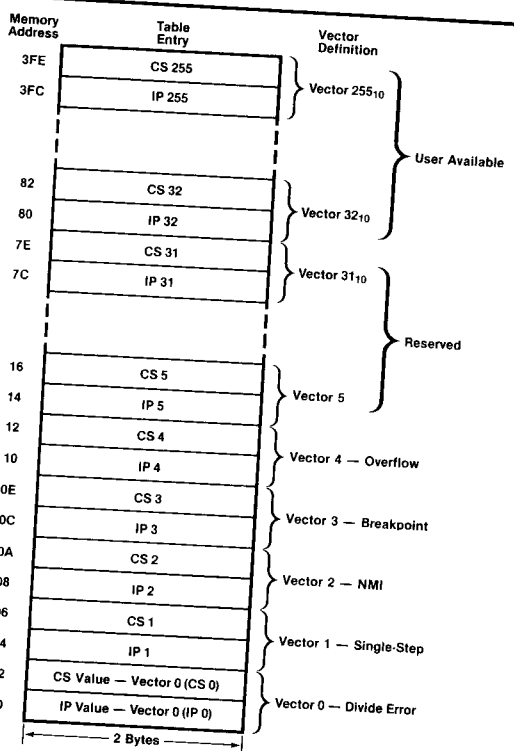 Memory Address
Table Entry
Vector Definition
3FE
CS 255
3FC
IP 255
Vector 255₁₀
User Available
82
CS 32
80
IP 32
Vector 32₁₀
7E
CS 31
7C
IP 31
Vector 31₁₀
Reserved
16
CS 5
14
IP 5
Vector 5
12
CS 4
10
IP 4
Vector 4 — Overflow
0E
CS 3
0C
IP 3
Vector 3 — Breakpoint
0A
CS 2
08
IP 2
Vector 2 — NMI
06
CS 1
4
IP 1
Vector 1 — Single-Step
2
CS Value — Vector 0 (CS 0)
0
IP Value — Vector 0 (IP 0)
Vector 0 — Divide Error
2 Bytes